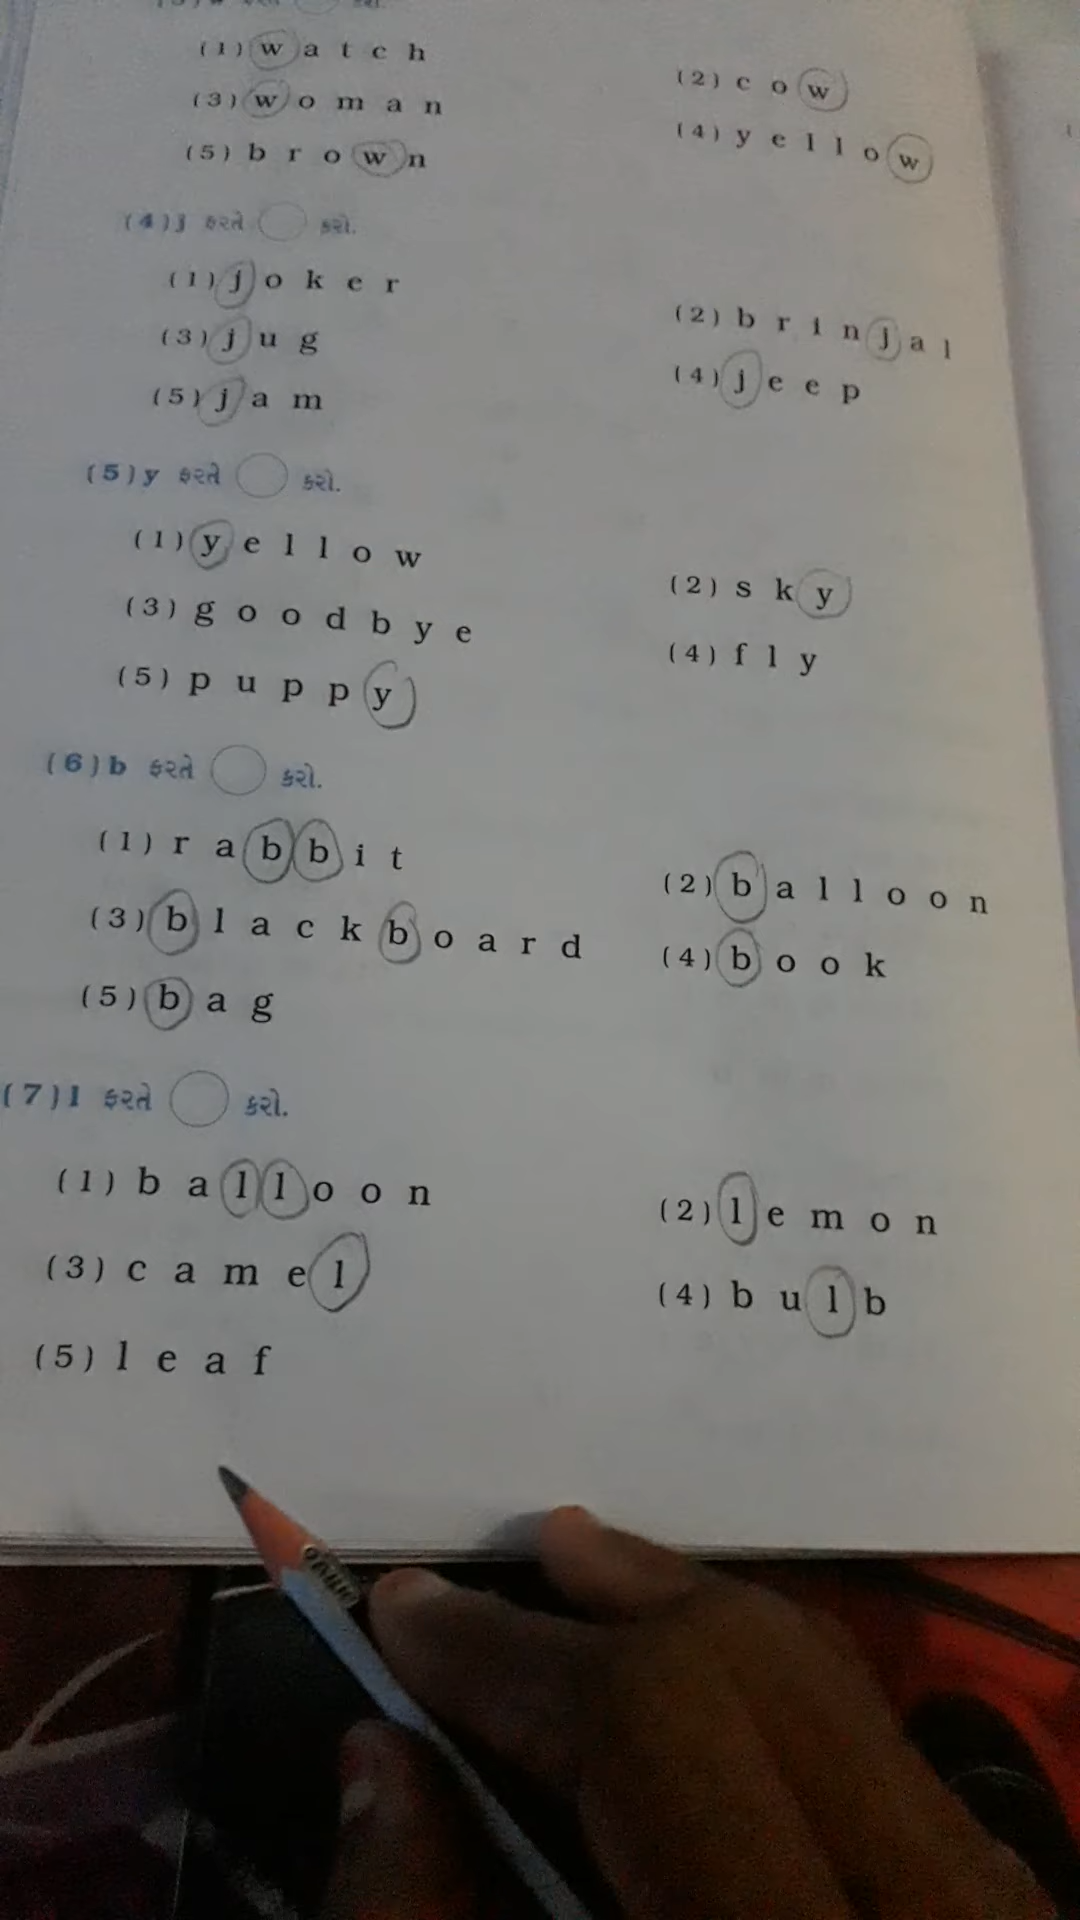 (1) w a t c h
(2) c o w
(3) w o m a n
(4) y e l l o w
(5) b r o w n
(4) j ફરતે ◯ કરો.
(1) j o k e r
(2) b r i n j a l
(3) j u g
(4) j e e p
(5) j a m
(5) y ફરતે ◯ કરો.
(1) y e l l o w
(2) s k y
(3) g o o d b y e
(4) f l y
(5) p u p p y
(6) b ફરતે ◯ કરો.
(1) r a b b i t
(2) b a l l o o n
(3) b l a c k b o a r d
(4) b o o k
(5) b a g
(7) l ફરતે ◯ કરો.
(1) b a l l o o n
(2) l e m o n
(3) c a m e l
(4) b u l b
(5) l e a f